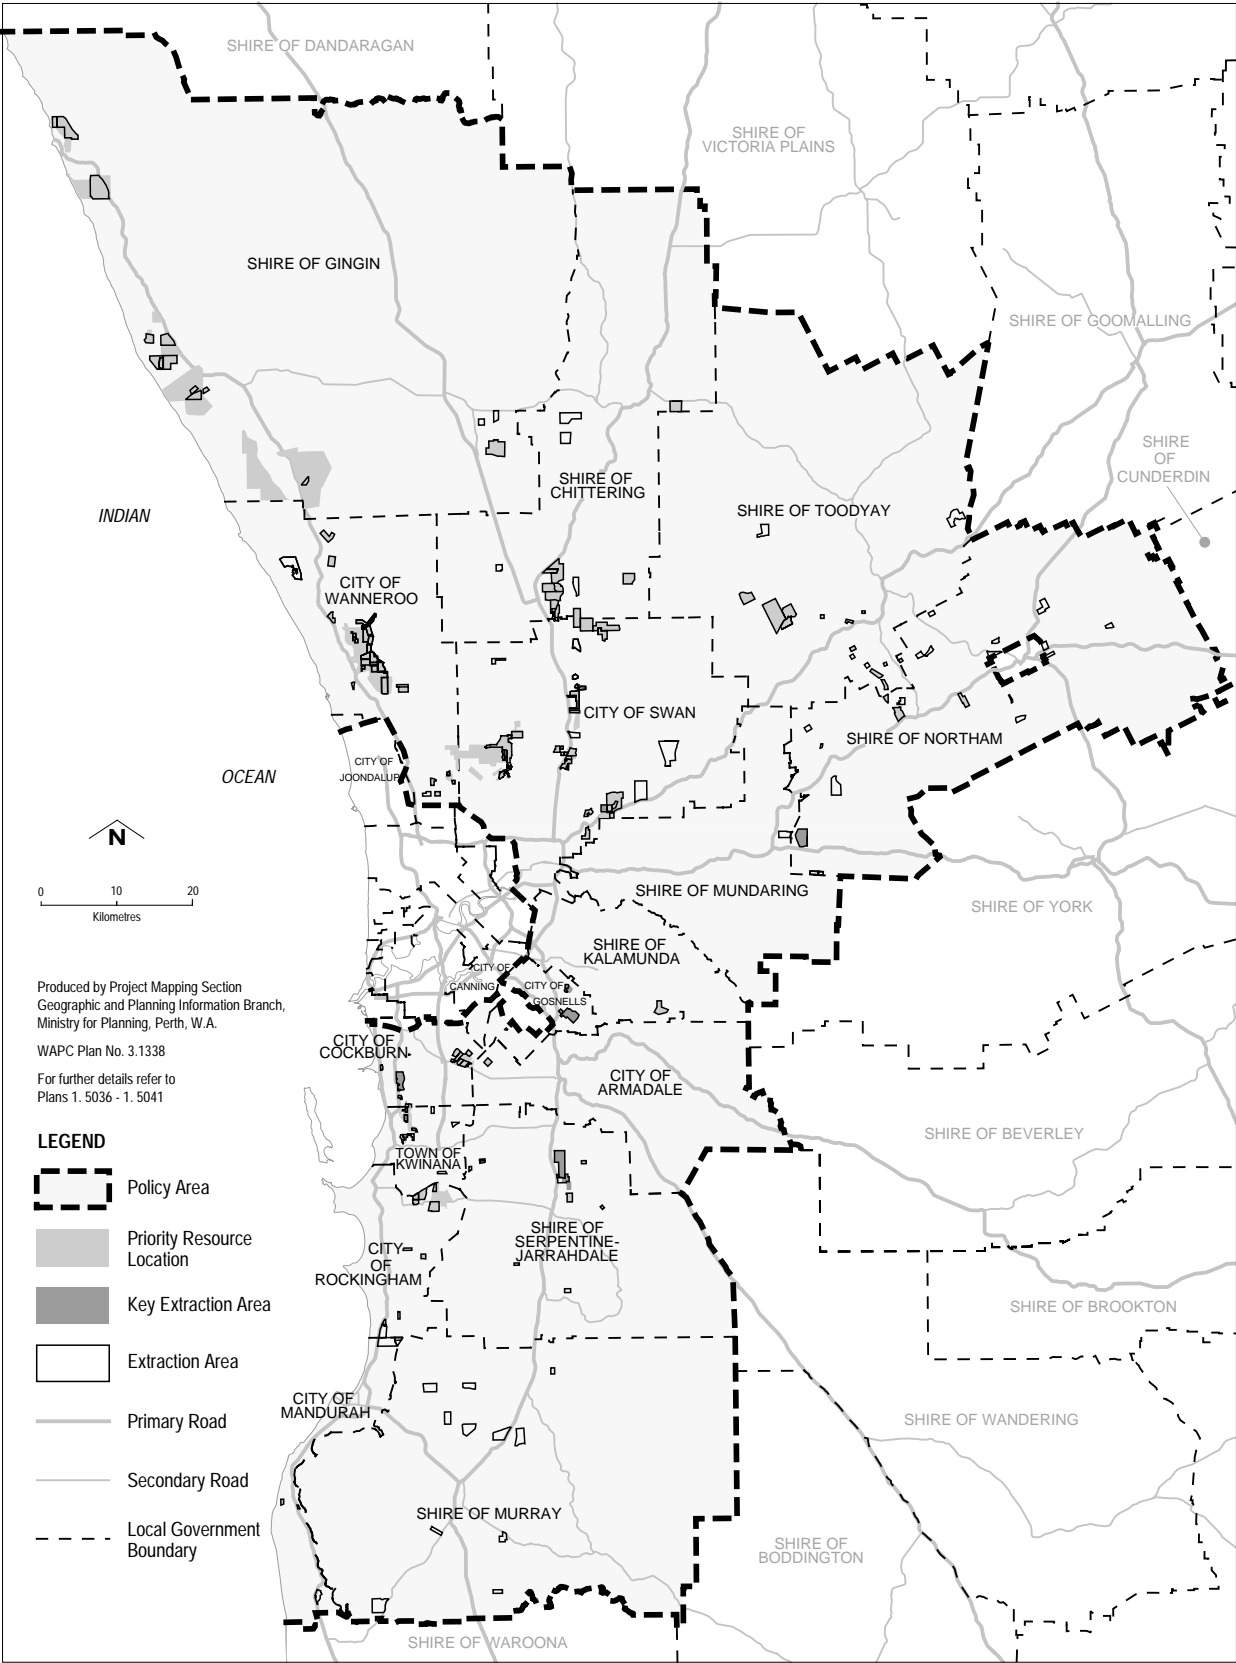 SHIRE OF DANDARAGAN
SHIRE OF
VICTORIA PLAINS
SHIRE OF GINGIN
SHIRE OF GOOMALLING
SHIRE
OF
CUNDERDIN
SHIRE OF
CHITTERING
SHIRE OF TOODYAY
INDIAN
CITY OF
WANNEROO
CITY OF SWAN
SHIRE OF NORTHAM
CITY OF
JOONDALUP
OCEAN
N
0 10 20
Kilometres
SHIRE OF MUNDARING
SHIRE OF YORK
SHIRE OF
KALAMUNDA
CITY OF
CANNING
CITY OF
GOSNELLS
Produced by Project Mapping Section
Geographic and Planning Information Branch,
Ministry for Planning, Perth, W.A.
WAPC Plan No. 3.1338
For further details refer to
Plans 1. 5036 - 1. 5041
CITY OF
COCKBURN
CITY OF
ARMADALE
SHIRE OF BEVERLEY
LEGEND
Policy Area
Priority Resource
Location
Key Extraction Area
Extraction Area
Primary Road
Secondary Road
Local Government
Boundary
TOWN OF
KWINANA
SHIRE OF
SERPENTINE-
JARRAHDALE
CITY
OF
ROCKINGHAM
SHIRE OF BROOKTON
CITY OF
MANDURAH
SHIRE OF WANDERING
SHIRE OF MURRAY
SHIRE OF
BODDINGTON
SHIRE OF WAROONA